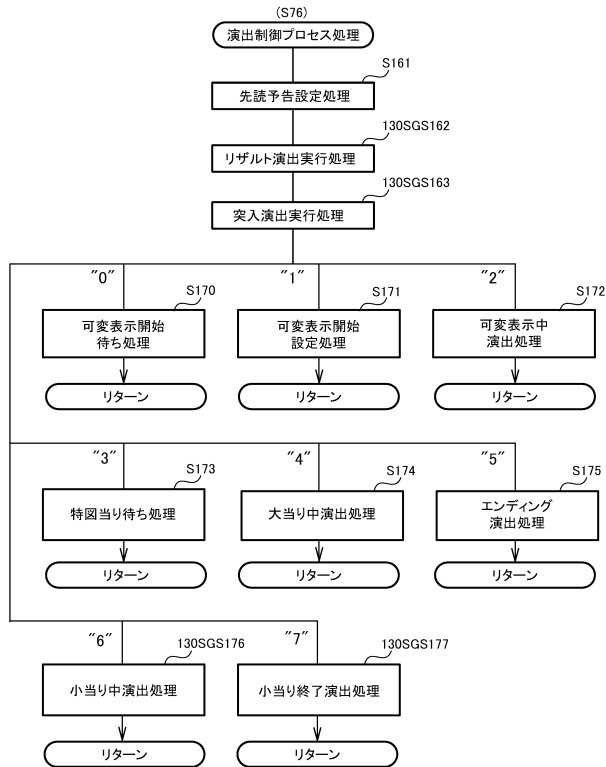 (S76)
演出制御プロセス処理
S161
先読予告設定処理
130SGS162
リザルト演出実行処理
130SGS163
突入演出実行処理
"0"
"1"
"2"
S170
S171
S172
可変表示開始
待ち処理
可変表示開始
設定処理
可変表示中
演出処理
リターン
リターン
リターン
"3"
"4"
"5"
S173
S174
S175
特図当り待ち処理
大当り中演出処理
エンディング
演出処理
リターン
リターン
リターン
"6"
"7"
130SGS176
130SGS177
小当り中演出処理
小当り終了演出処理
リターン
リターン